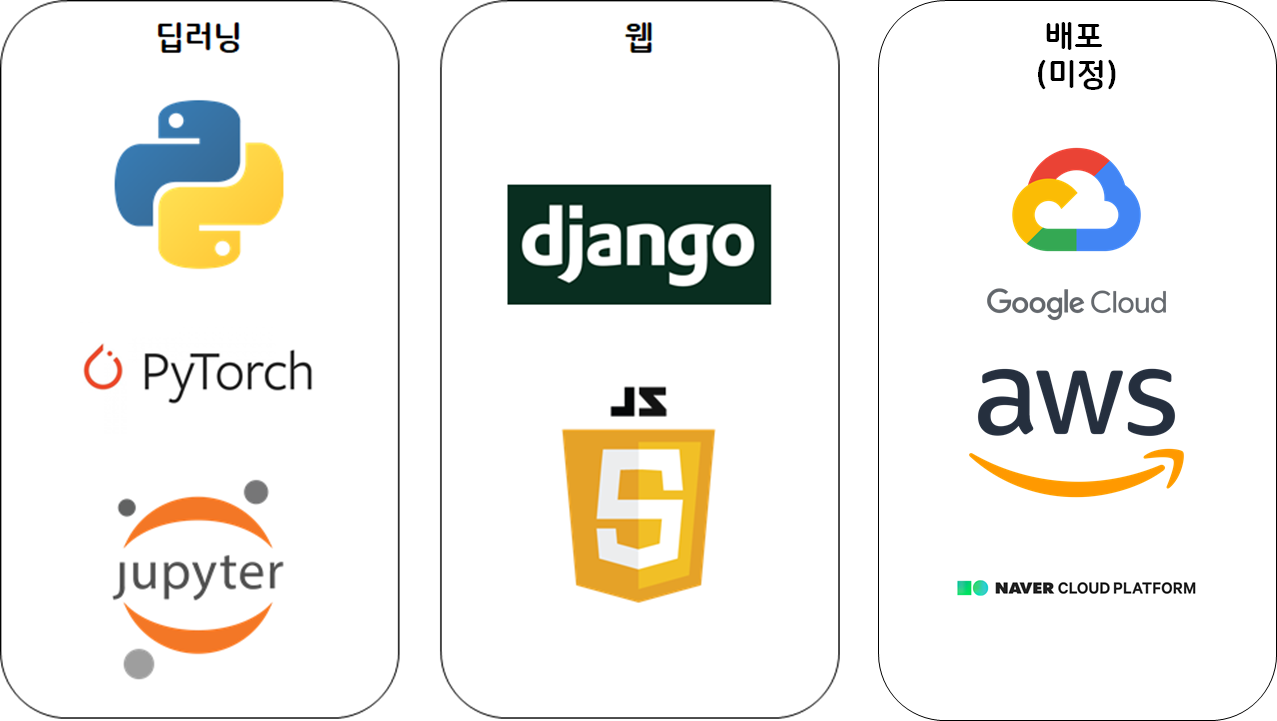 딥러닝
PyTorch
jupyter
웹
django
JS
배포
(미정)
Google Cloud
aws
NAVER CLOUD PLATFORM